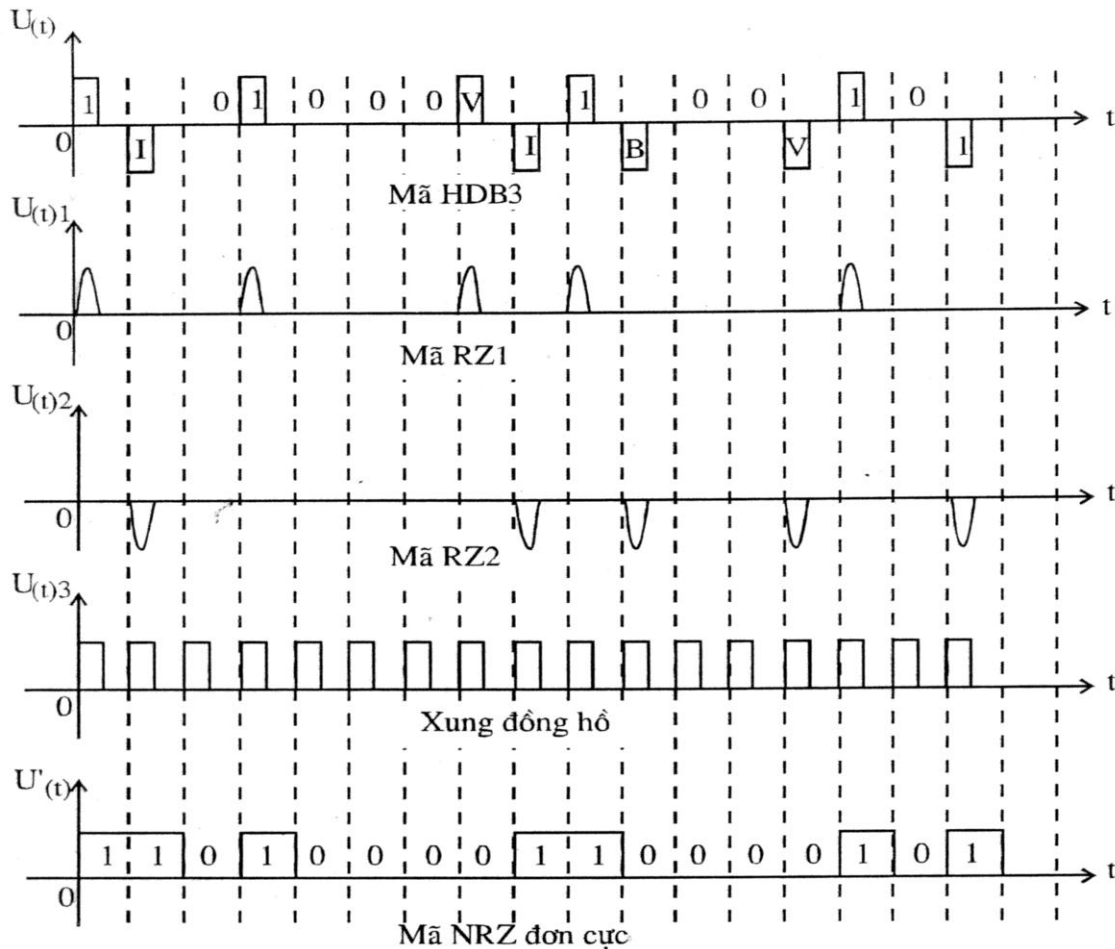 U(t)
1 0 1 0 0 0 V 1 0 0 1 0
t
0
I I B V 1
Mã HDB3
U(t)1
t
0
Mã RZ1
U(t)2
t
0
Mã RZ2
U(t)3
t
0
Xung đồng hồ
U'(t)
1 1 0 1 0 0 0 0 1 1 0 0 0 0 1 0 1
t
0
Mã NRZ đơn cực